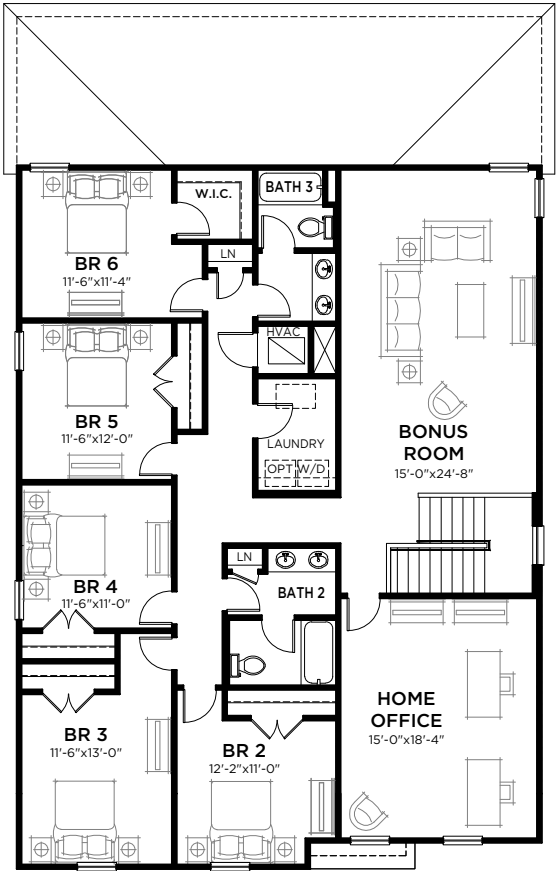 BATH 3
W.I.C.
LN
BR 6
11'-6"x11'-4"
HVAC
BR 5
11'-6"x12'-0"
LAUNDRY
OPT W/D
BONUS
ROOM
15'-0"x24'-8"
LN
BATH 2
BR 4
11'-6"x11'-0"
BR 3
11'-6"x13'-0"
BR 2
12'-2"x11'-0"
HOME
OFFICE
15'-0"x18'-4"